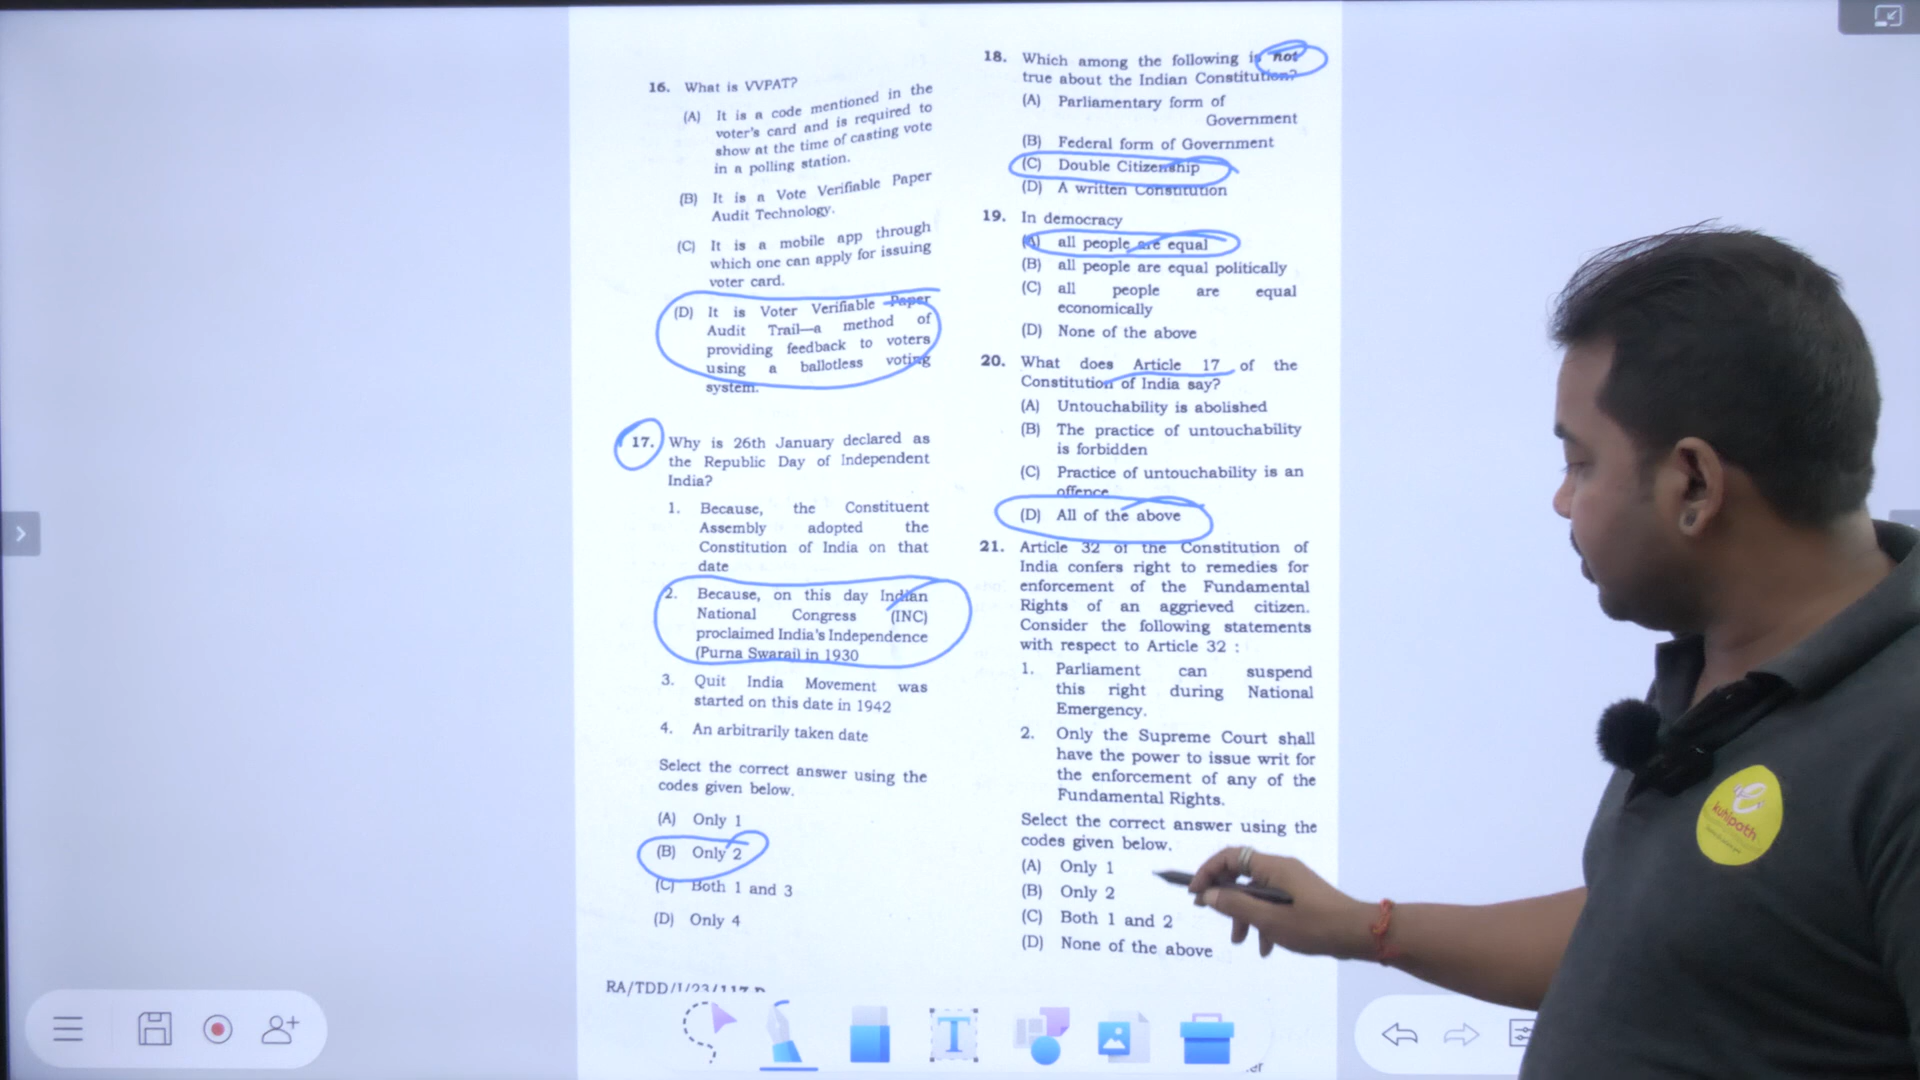 16. What is VVPAT?
(A) It is a code mentioned in the
voter's card and is required to
show at the time of casting vote
in a polling station.
(B) It is a Vote Verifiable Paper
Audit Technology.
(C) It is a mobile app through
which one can apply for issuing
voter card.
(D) It is Voter Verifiable Paper
Audit Trail—a method of
providing feedback to voters
using a ballotless voting
system.
17. Why is 26th January declared as
the Republic Day of Independent
India?
1. Because, the Constituent
Assembly adopted the
Constitution of India on that
date
2. Because, on this day Indian
National Congress (INC)
proclaimed India's Independence
(Purna Swaraj) in 1930
3. Quit India Movement was
started on this date in 1942
4. An arbitrarily taken date
Select the correct answer using the
codes given below.
(A) Only 1
(B) Only 2
(C) Both 1 and 3
(D) Only 4
18. Which among the following is not
true about the Indian Constitution?
(A) Parliamentary form of
Government
(B) Federal form of Government
(C) Double Citizenship
(D) A written Constitution
19. In democracy
(A) all people are equal
(B) all people are equal politically
(C) all people are equal
economically
(D) None of the above
20. What does Article 17 of the
Constitution of India say?
(A) Untouchability is abolished
(B) The practice of untouchability
is forbidden
(C) Practice of untouchability is an
offence
(D) All of the above
21. Article 32 of the Constitution of
India confers right to remedies for
enforcement of the Fundamental
Rights of an aggrieved citizen.
Consider the following statements
with respect to Article 32 :
1. Parliament can suspend
this right during National
Emergency.
2. Only the Supreme Court shall
have the power to issue writ for
the enforcement of any of the
Fundamental Rights.
Select the correct answer using the
codes given below.
(A) Only 1
(B) Only 2
(C) Both 1 and 2
(D) None of the above
RA/TDD/1/23/117
T
kuhipath